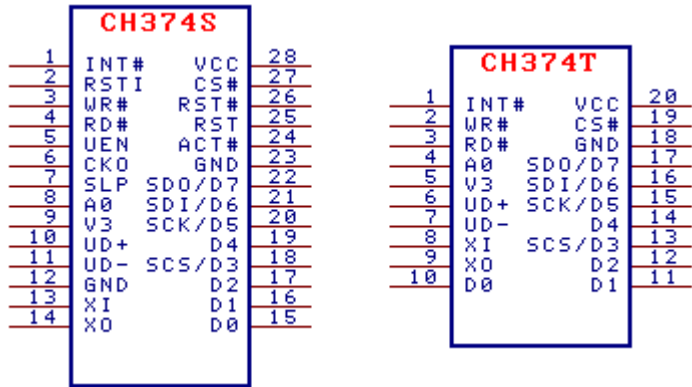 CH374S
1 INT# VCC 28
2 RSTI CS# 27
3 WR# RST# 26
4 RD# RST 25
5 UEN ACT# 24
6 CKO GND 23
7 SLP SDO/D7 22
8 A0 SDI/D6 21
9 V3 SCK/D5 20
10 UD+ D4 19
11 UD- SCS/D3 18
12 GND D2 17
13 XI D1 16
14 XO D0 15
CH374T
1 INT# VCC 20
2 WR# CS# 19
3 RD# GND 18
4 A0 SDO/D7 17
5 V3 SDI/D6 16
6 UD+ SCK/D5 15
7 UD- D4 14
8 XI SCS/D3 13
9 XO D2 12
10 D0 D1 11